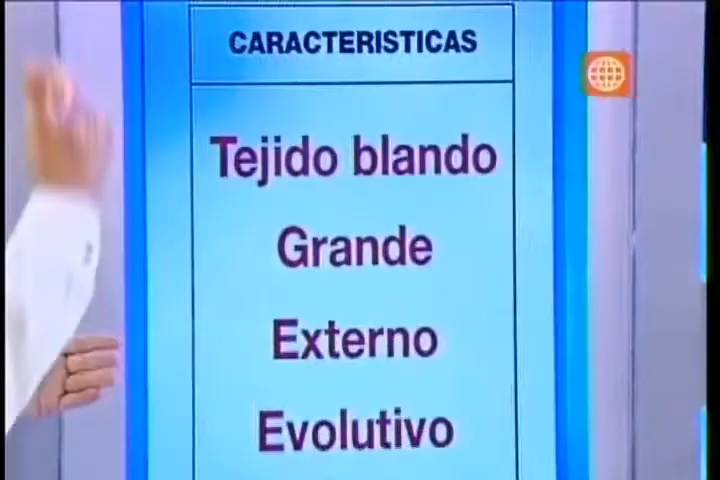 CARACTERISTICAS
Tejido blando
Grande
Externo
Evolutivo